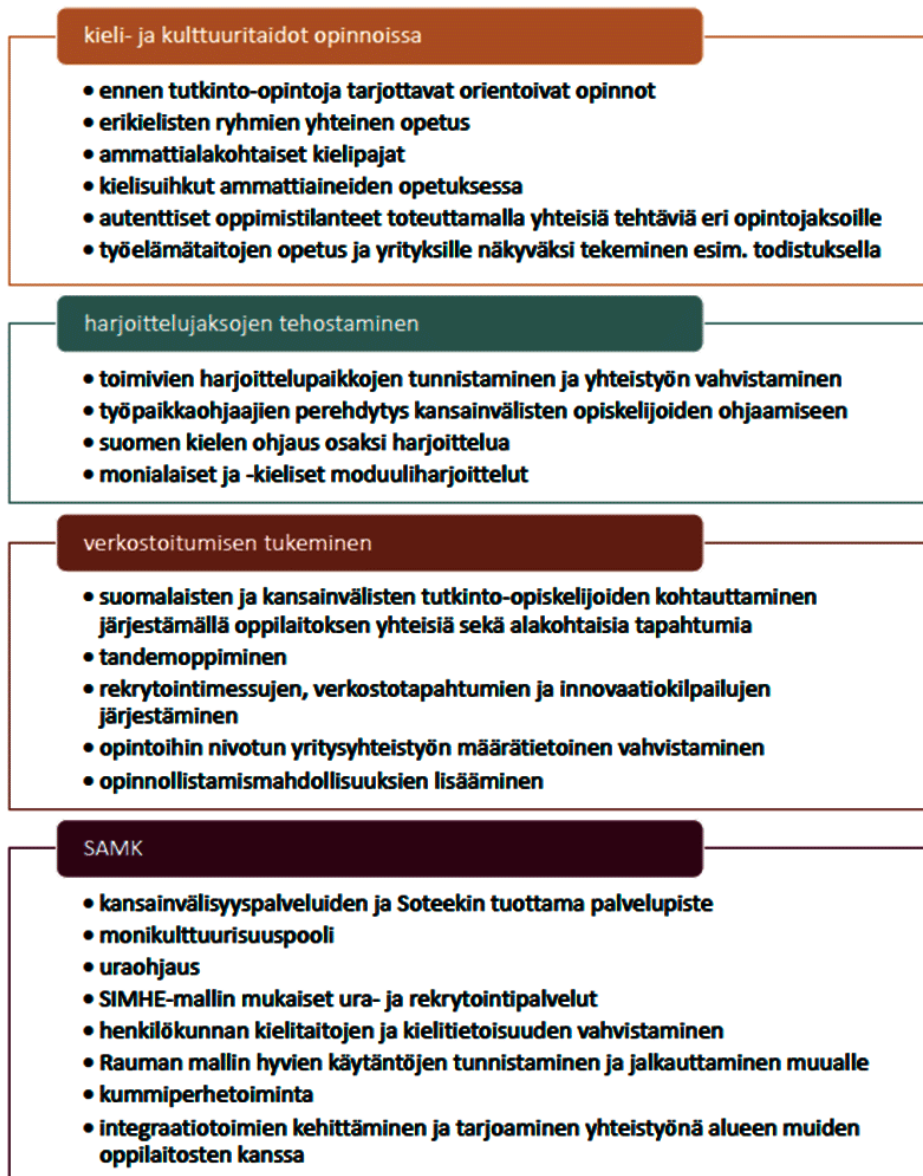 kieli- ja kulttuuritaidot opinnoissa
• ennen tutkinto-opintoja tarjottavat orientoivat opinnot
• erikielisten ryhmien yhteinen opetus
• ammattialakohtaiset kielipajat
• kielisuihkut ammattiaineiden opetuksessa
• autenttiset oppimistilanteet toteuttamalla yhteisiä tehtäviä eri opintojaksoille
• työelämätaitojen opetus ja yrityksille näkyväksi tekeminen esim. todistuksella
harjoittelujaksojen tehostaminen
• toimivien harjoittelupaikkojen tunnistaminen ja yhteistyön vahvistaminen
• työpaikkaohjaajien perehdytys kansainvälisten opiskelijoiden ohjaamiseen
• suomen kielen ohjaus osaksi harjoittelua
• monialaiset ja -kieliset moduuliharjoittelut
verkostoitumisen tukeminen
• suomalaisten ja kansainvälisten tutkinto-opiskelijoiden kohtauttaminen
järjestämällä oppilaitoksen yhteisiä sekä alakohtaisia tapahtumia
• tandemoppiminen
• rekrytointimessujen, verkostotapahtumien ja innovaatiokilpailujen
järjestäminen
• opintoihin nivotun yritysyhteistyön määrätietoinen vahvistaminen
• opinnollistamismahdollisuuksien lisääminen
SAMK
• kansainvälisyyspalveluiden ja Soteekin tuottama palvelupiste
• monikulttuurisuuspooli
• uraohjaus
• SIMHE-mallin mukaiset ura- ja rekrytointipalvelut
• henkilökunnan kielitaitojen ja kielitietoisuuden vahvistaminen
• Rauman mallin hyvien käytäntöjen tunnistaminen ja jalkauttaminen muualle
• kummiperhetoiminta
• integraatiotoimien kehittäminen ja tarjoaminen yhteistyönä alueen muiden
oppilaitosten kanssa